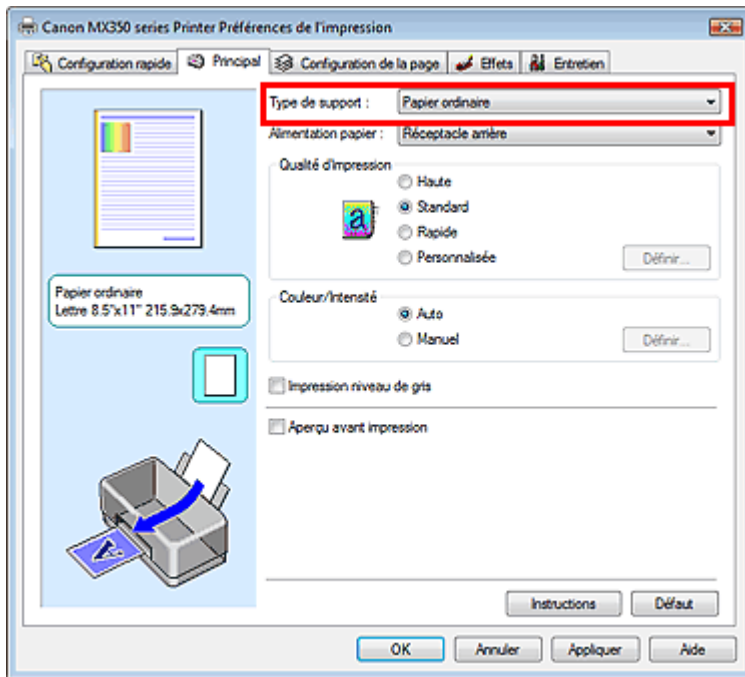 Canon MX350 series Printer Préférences de l'impression
Configuration rapide Principal Configuration de la page Effets Entretien
Type de support : Papier ordinaire
Alimentation papier : Réceptacle arrière
Qualité d'impression
Haute
Standard
Rapide
Personnalisée Définir...
Papier ordinaire
Lettre 8.5"x11" 215.9x279.4mm
Couleur/Intensité
Auto
Manuel Définir...
Impression niveau de gris
Aperçu avant impression
Instructions Défaut
OK Annuler Appliquer Aide